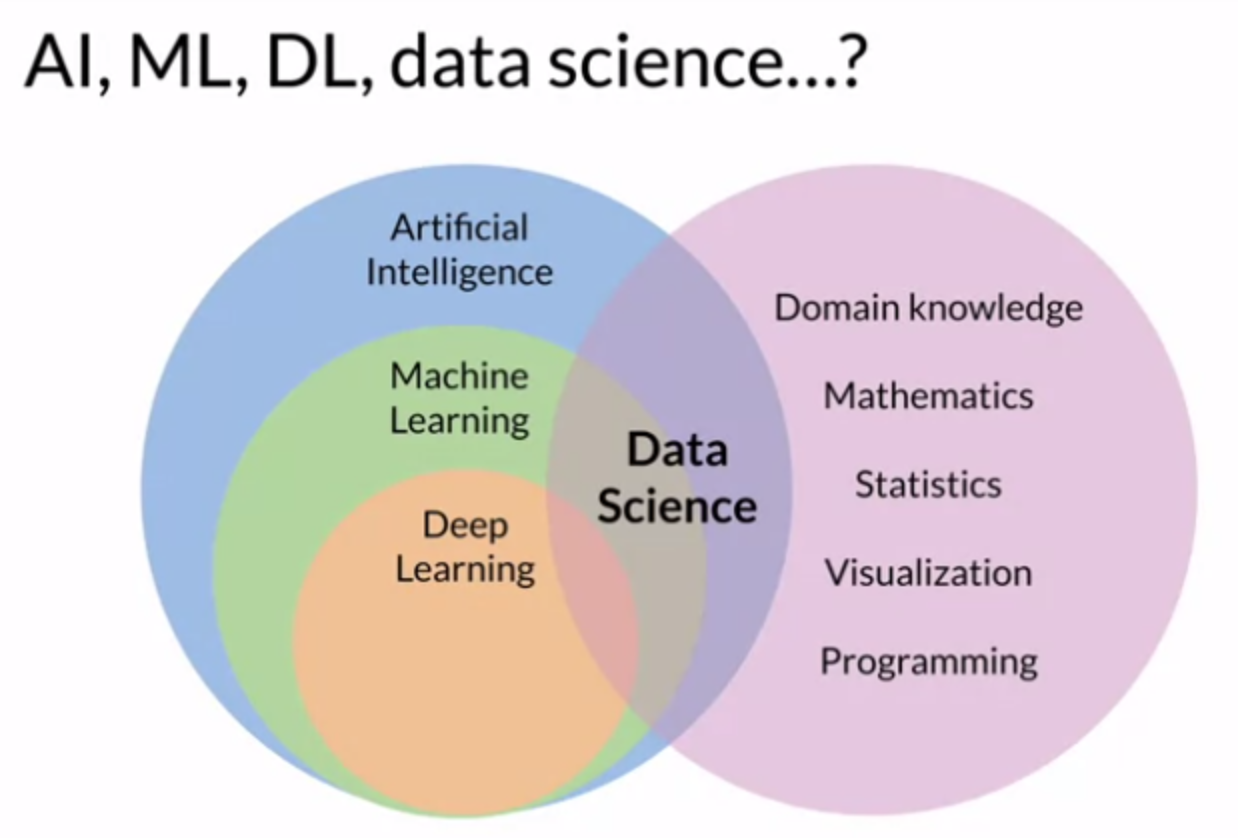 AI, ML, DL, data science...?
Artificial
Intelligence
Machine
Learning
Deep
Learning
Data
Science
Domain knowledge
Mathematics
Statistics
Visualization
Programming